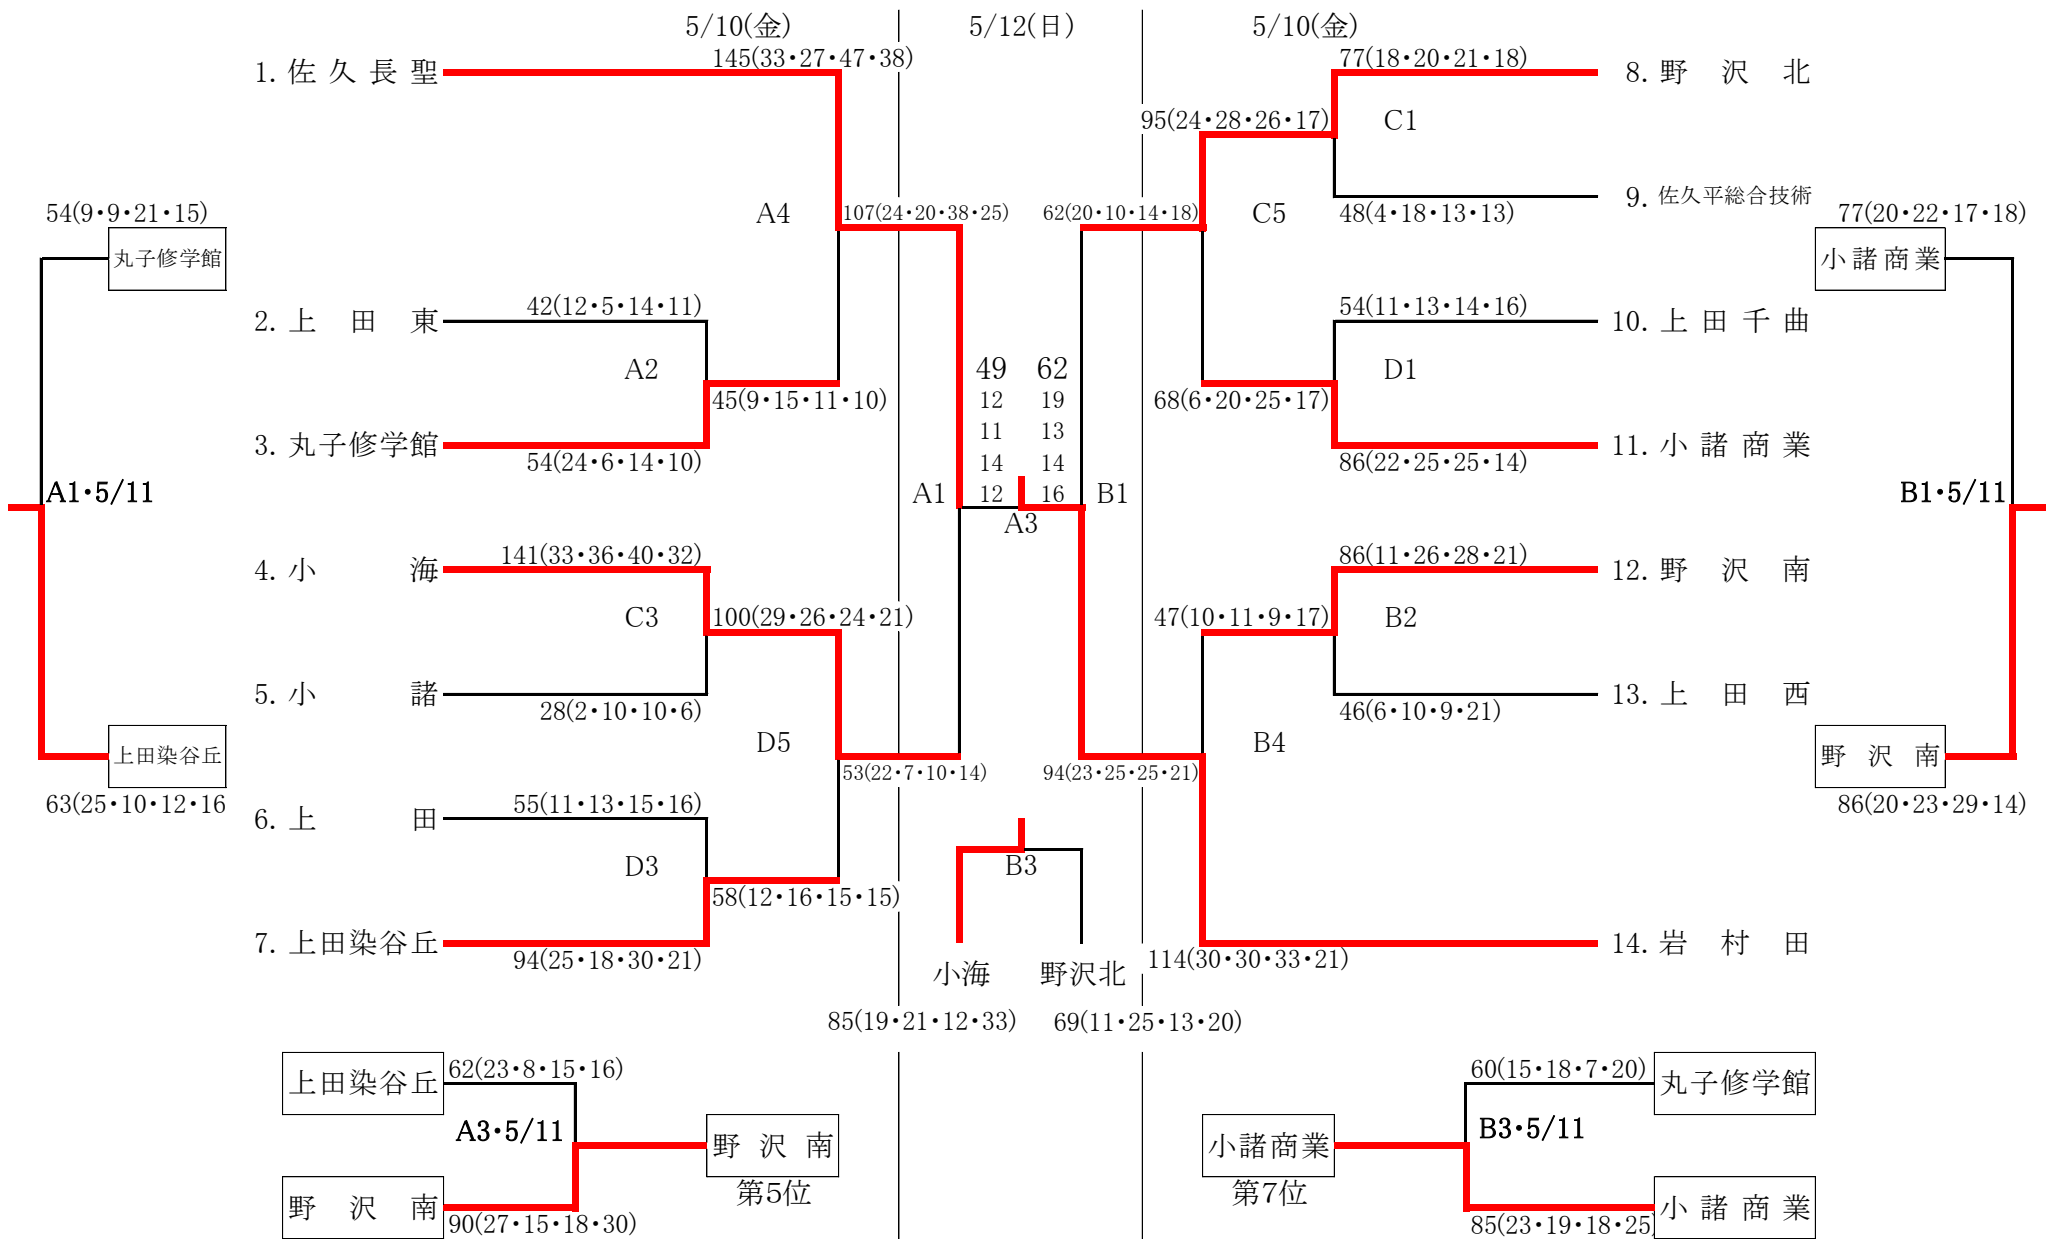 5/10(金)
5/12(日)
5/10(金)
145(33・27・47・38)
77(18・20・21・18)
1. 佐久長聖
8. 野沢北
95(24・28・26・17)
C1
9. 佐久平総合技術
54(9・9・21・15)
A4
107(24・20・38・25)
62(20・10・14・18)
C5
48(4・18・13・13)
77(20・22・17・18)
丸子修学館
小諸商業
42(12・5・14・11)
54(11・13・14・16)
2. 上田東
10. 上田千曲
A2
49 62
D1
45(9・15・11・10)
12 19
68(6・20・25・17)
11 13
3. 丸子修学館
11. 小諸商業
54(24・6・14・10)
14 14
86(22・25・25・14)
A1・5/11
A1
12 16
B1
B1・5/11
A3
141(33・36・40・32)
86(11・26・28・21)
4. 小海
12. 野沢南
C3
100(29・26・24・21)
47(10・11・9・17)
B2
5. 小諸
13. 上田西
28(2・10・10・6)
46(6・10・9・21)
D5
B4
上田染谷丘
野沢南
53(22・7・10・14)
94(23・25・25・21)
63(25・10・12・16
55(11・13・15・16)
86(20・23・29・14)
6. 上田
D3
B3
58(12・16・15・15)
7. 上田染谷丘
14. 岩村田
94(25・18・30・21)
114(30・30・33・21)
小海
野沢北
85(19・21・12・33)
69(11・25・13・20)
上田染谷丘
62(23・8・15・16)
60(15・18・7・20)
丸子修学館
A3・5/11
B3・5/11
野沢南
小諸商業
第5位
第7位
野沢南
90(27・15・18・30)
85(23・19・18・25)
小諸商業